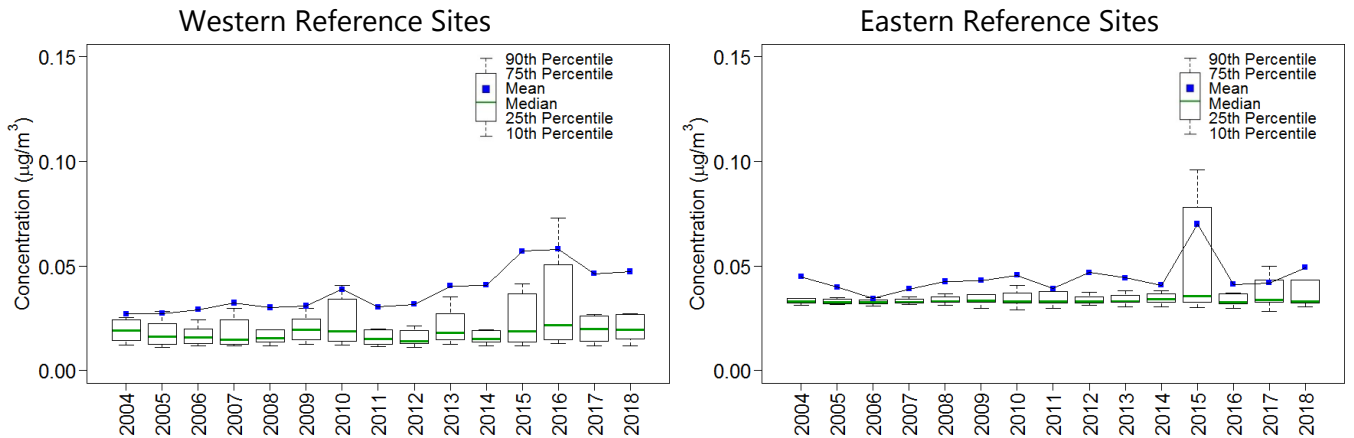 Western Reference Sites
0.15
0.10
0.05
0.00
Concentration (µg/m³)
90th Percentile
75th Percentile
Mean
Median
25th Percentile
10th Percentile
2004
2005
2006
2007
2008
2009
2010
2011
2012
2013
2014
2015
2016
2017
2018
Eastern Reference Sites
0.15
0.10
0.05
0.00
Concentration (µg/m³)
90th Percentile
75th Percentile
Mean
Median
25th Percentile
10th Percentile
2004
2005
2006
2007
2008
2009
2010
2011
2012
2013
2014
2015
2016
2017
2018